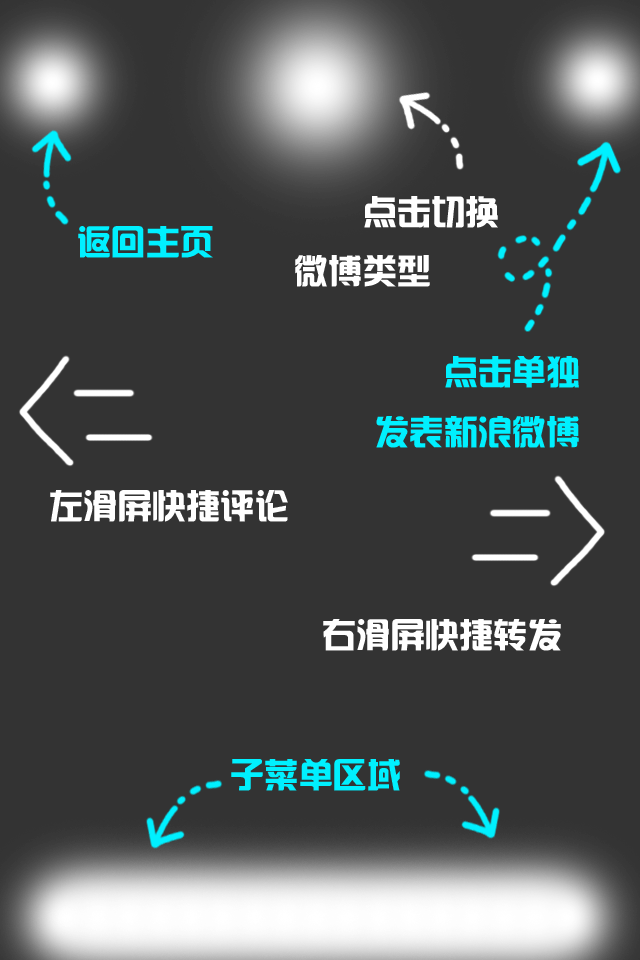 点击切换
返回主页
微博类型
点击单独
发表新浪微博
左滑屏快捷评论
右滑屏快捷转发
子菜单区域